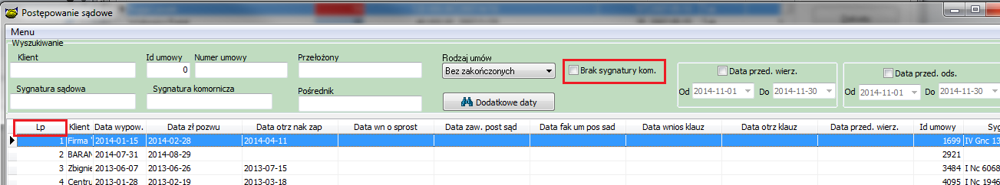 Postępowanie sądowe
Menu
Wyszukiwanie
Klient Id umowy Numer umowy Przełożony Rodzaj umów
0 Bez zakończonych Brak sygnatury kom. Data przed. wierz. Data przed. ods.
Sygnatura sądowa Sygnatura komornicza Pośrednik Dodatkowe daty Od 2014-11-01 Do 2014-11-30 Od 2014-11-01 Do 2014-11-30
Lp Klient Data wypow. Data zł pozwu Data otrz nak zap Data wn o sprost Data zaw. post sąd Data fak um pos sad Data wnios klauz Data otrz klauz Data przed. wierz. Id umowy Syg
1 Firma 2014-01-15 2014-02-28 2014-04-11 1699 IV Gnc 13
2 BARAN 2014-07-31 2014-08-29 2921
3 Zbignie 2013-06-07 2013-06-26 2013-07-15 3484 I Nc 6068
4 Centru 2013-01-28 2013-02-19 2013-03-18 4095 I Nc 1946